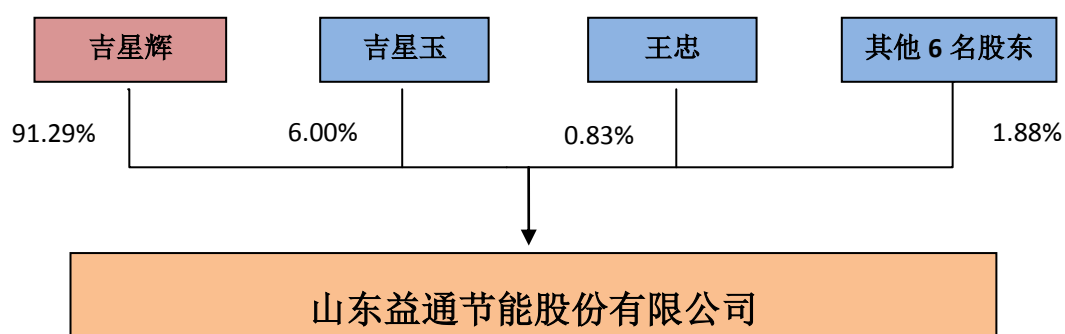 吉星辉
吉星玉
王忠
其他 6 名股东
91.29%
6.00%
0.83%
1.88%
山东益通节能股份有限公司